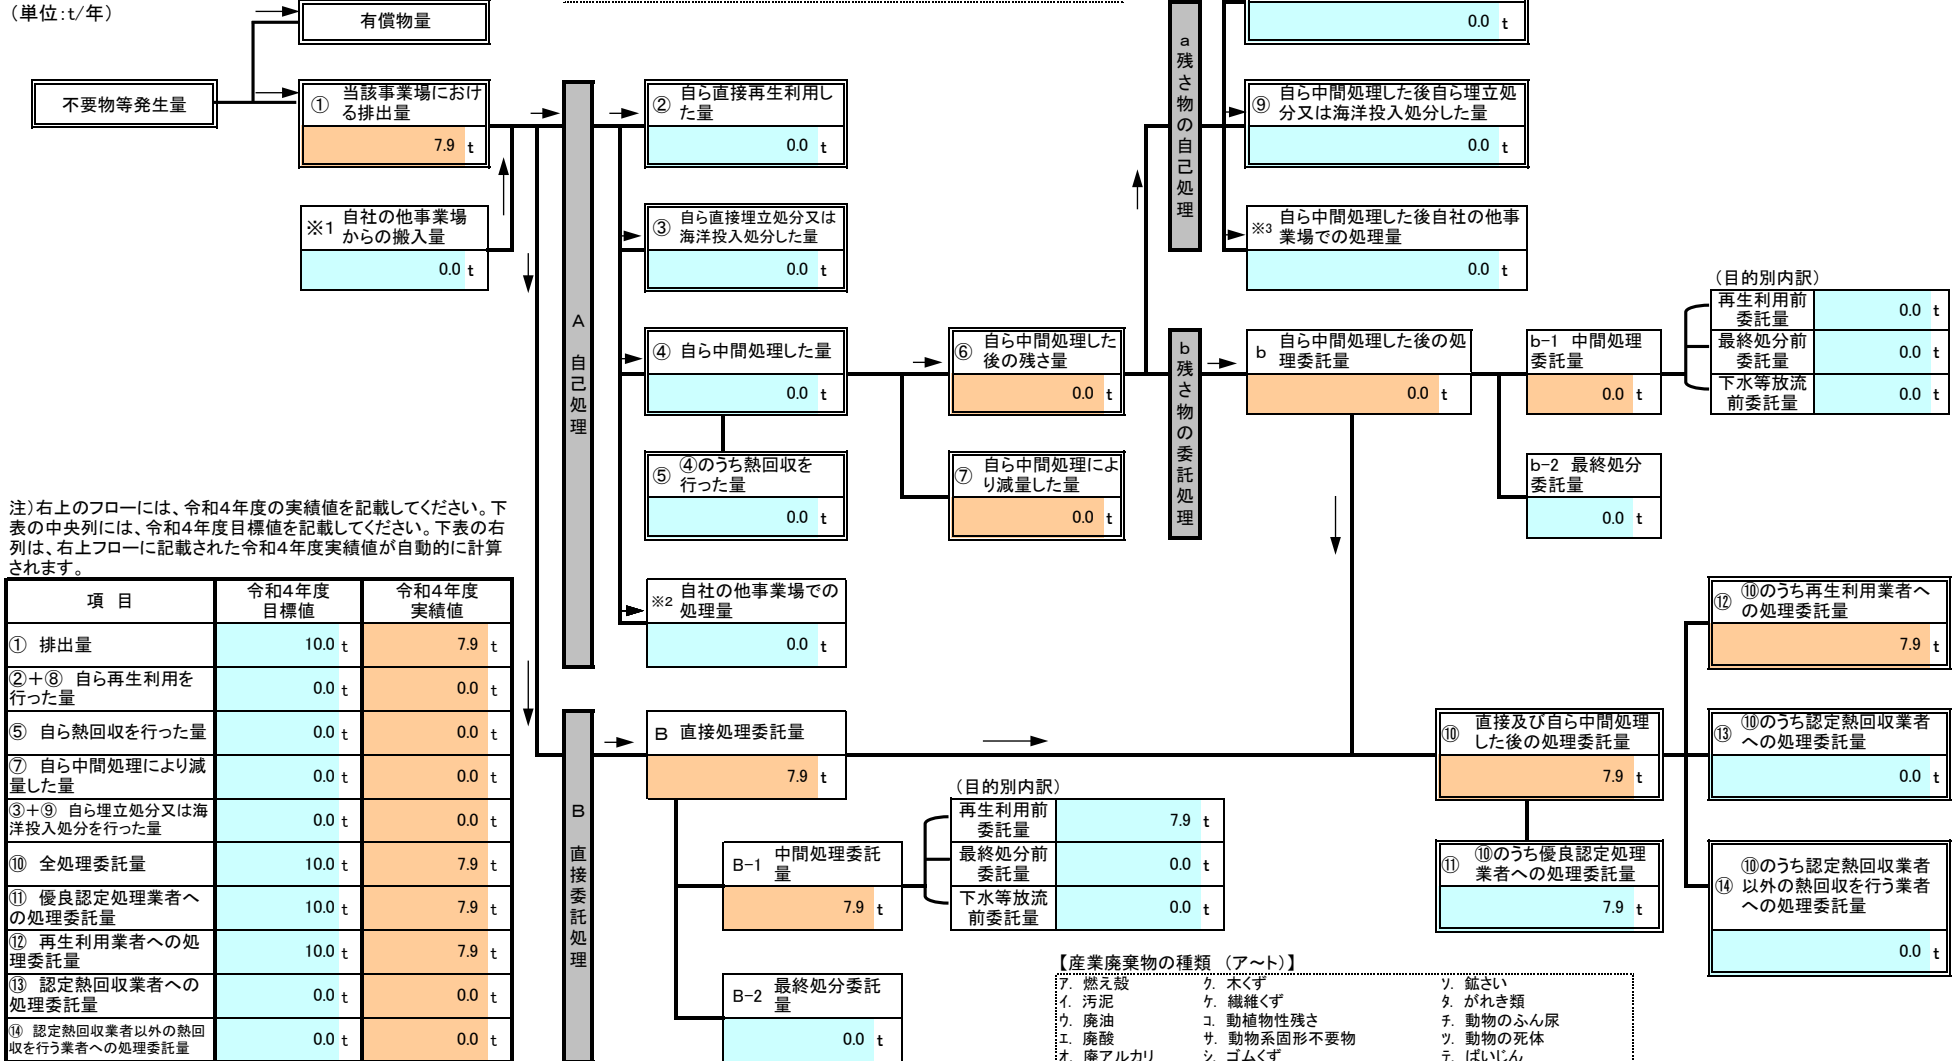 （単位：ｔ/年）
有償物量
0.0 t
不要物等発生量
① 当該事業場におけ
る排出量
7.9 t
※1 自社の他事業場
からの搬入量
0.0 t
A 自己処理
② 自ら直接再生利用し
た量
0.0 t
③ 自ら直接埋立処分又は
海洋投入処分した量
0.0 t
④ 自ら中間処理した量
0.0 t
⑤ ④のうち熱回収を
行った量
0.0 t
※2 自社の他事業場での
処理量
0.0 t
⑥ 自ら中間処理した
後の残さ量
0.0 t
⑦ 自ら中間処理によ
り減量した量
0.0 t
a残さ物の自己処理
⑨ 自ら中間処理した後自ら埋立処
分又は海洋投入処分した量
0.0 t
※3 自ら中間処理した後自社の他事
業場での処理量
0.0 t
b残さ物の委託処理
b 自ら中間処理した後の処
理委託量
0.0 t
b-1 中間処理
委託量
0.0 t
b-2 最終処分
委託量
0.0 t
（目的別内訳）
再生利用前
委託量 0.0 t
最終処分前
委託量 0.0 t
下水等放流
前委託量 0.0 t
注）右上のフローには、令和4年度の実績値を記載してください。下
表の中央列には、令和4年度目標値を記載してください。下表の右
列は、右上フローに記載された令和4年度実績値が自動的に計算
されます。
項 目 令和4年度
目標値 令和4年度
実績値
① 排出量 10.0 t 7.9 t
②＋⑧ 自ら再生利用を
行った量 0.0 t 0.0 t
⑤ 自ら熱回収を行った量 0.0 t 0.0 t
⑦ 自ら中間処理により減
量した量 0.0 t 0.0 t
③＋⑨ 自ら埋立処分又は海
洋投入処分を行った量 0.0 t 0.0 t
⑩ 全処理委託量 10.0 t 7.9 t
⑪ 優良認定処理業者へ
の処理委託量 10.0 t 7.9 t
⑫ 再生利用業者への処
理委託量 10.0 t 7.9 t
⑬ 認定熱回収業者への
処理委託量 0.0 t 0.0 t
⑭ 認定熱回収業者以外の熱回
収を行う業者への処理委託量 0.0 t 0.0 t
B 直接委託処理
B 直接処理委託量
7.9 t
B-1 中間処理委託
量
7.9 t
B-2 最終処分委託
量
0.0 t
（目的別内訳）
再生利用前
委託量 7.9 t
最終処分前
委託量 0.0 t
下水等放流
前委託量 0.0 t
⑩ 直接及び自ら中間処理
した後の処理委託量
7.9 t
⑪ ⑩のうち優良認定処理
業者への処理委託量
7.9 t
⑫ ⑩のうち再生利用業者へ
の処理委託量
7.9 t
⑬ ⑩のうち認定熱回収業者
への処理委託量
0.0 t
⑭ ⑩のうち認定熱回収業者
以外の熱回収を行う業者
への処理委託量
0.0 t
【産業廃棄物の種類 （ア～ト）】
ｱ. 燃え殻 ｸ. 木くず ｿ. 鉱さい
ｲ. 汚泥 ｹ. 繊維くず ﾀ. がれき類
ｳ. 廃油 ｺ. 動植物性残さ ﾁ. 動物のふん尿
ｴ. 廃酸 ｻ. 動物系固形不要物 ﾂ. 動物の死体
ｵ. 廃アルカリ ｼ. ゴムくず ﾃ. ばいじん